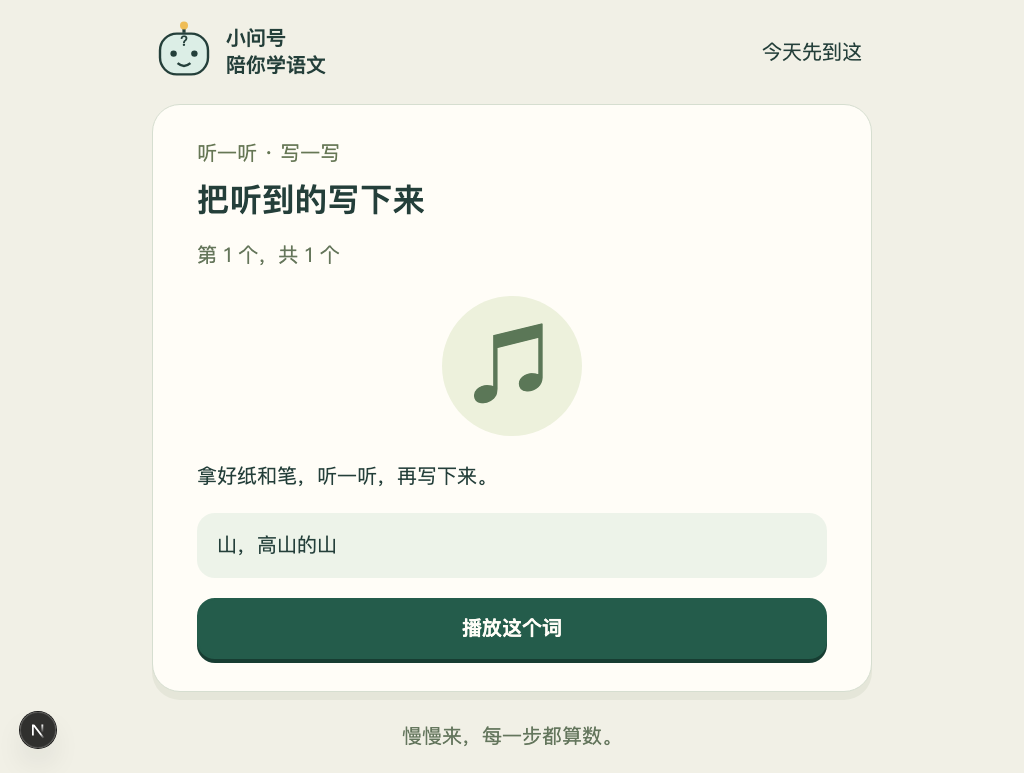 ?
小问号
陪你学语文
今天先到这
听一听 · 写一写
把听到的写下来
第 1 个，共 1 个
拿好纸和笔，听一听，再写下来。
山，高山的山
播放这个词
慢慢来，每一步都算数。
N